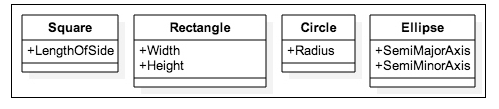 Square
+LengthOfSide
Rectangle
+Width
+Height
Circle
+Radius
Ellipse
+SemiMajorAxis
+SemiMinorAxis